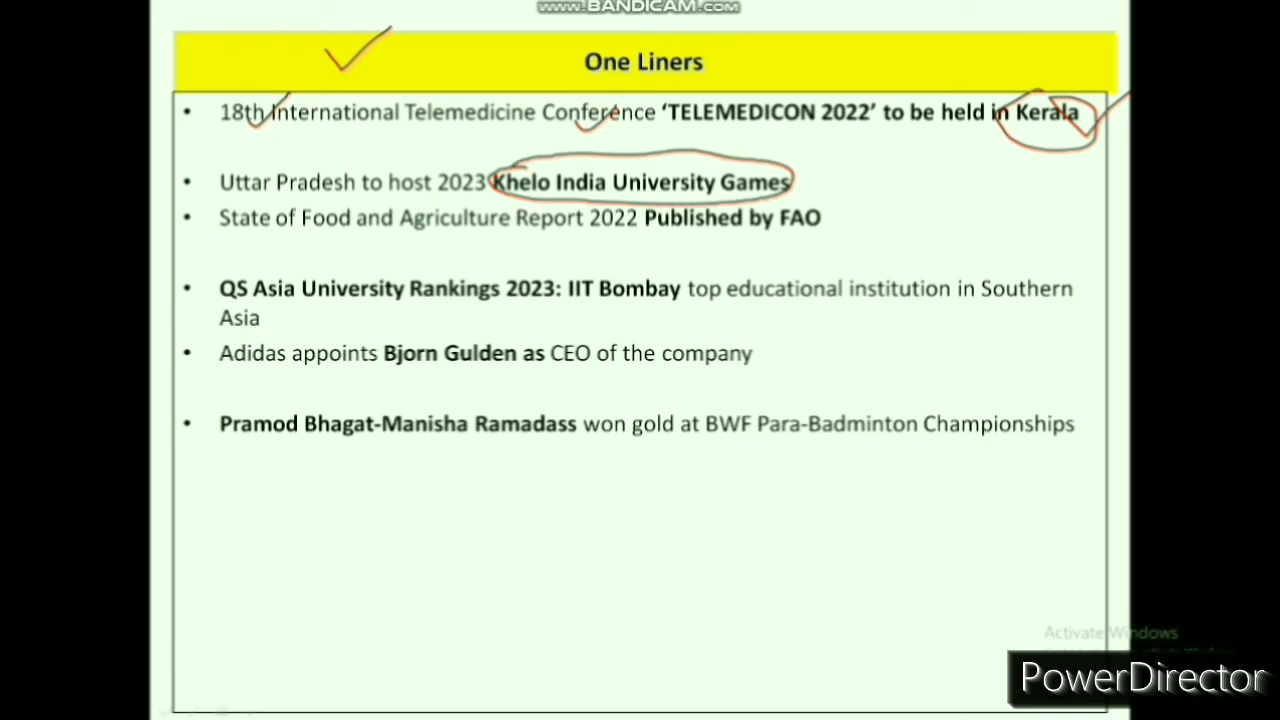 www.BANDICAM.COM
One Liners
• 18th International Telemedicine Conference ‘TELEMEDICON 2022’ to be held in Kerala
• Uttar Pradesh to host 2023 Khelo India University Games
• State of Food and Agriculture Report 2022 Published by FAO
• QS Asia University Rankings 2023: IIT Bombay top educational institution in Southern
Asia
• Adidas appoints Bjorn Gulden as CEO of the company
• Pramod Bhagat-Manisha Ramadass won gold at BWF Para-Badminton Championships
Activate Windows
PowerDirector